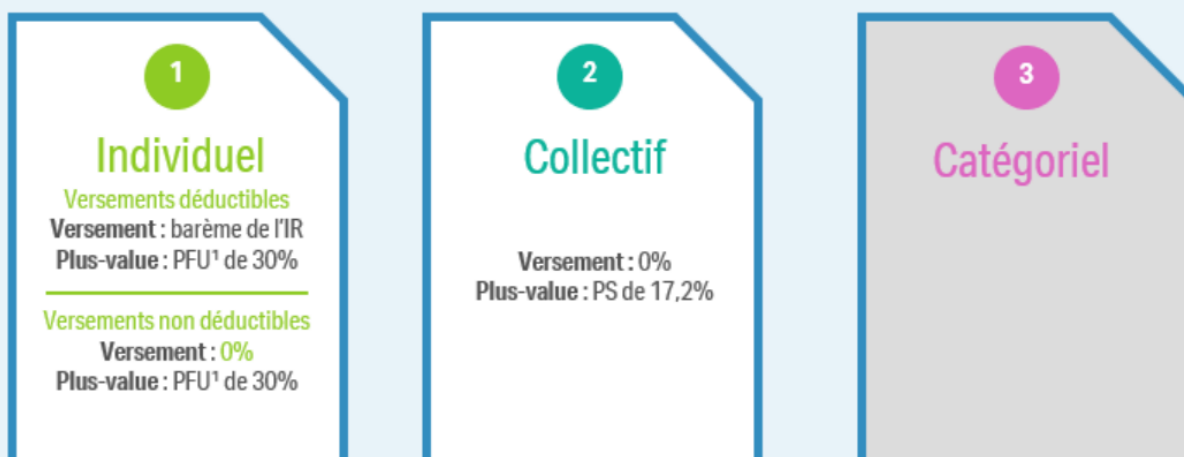 1
Individuel
Versements déductibles
Versement : barème de l'IR
Plus-value : PFU¹ de 30%
Versements non déductibles
Versement : 0%
Plus-value : PFU¹ de 30%
2
Collectif
Versement : 0%
Plus-value : PS de 17,2%
3
Catégoriel